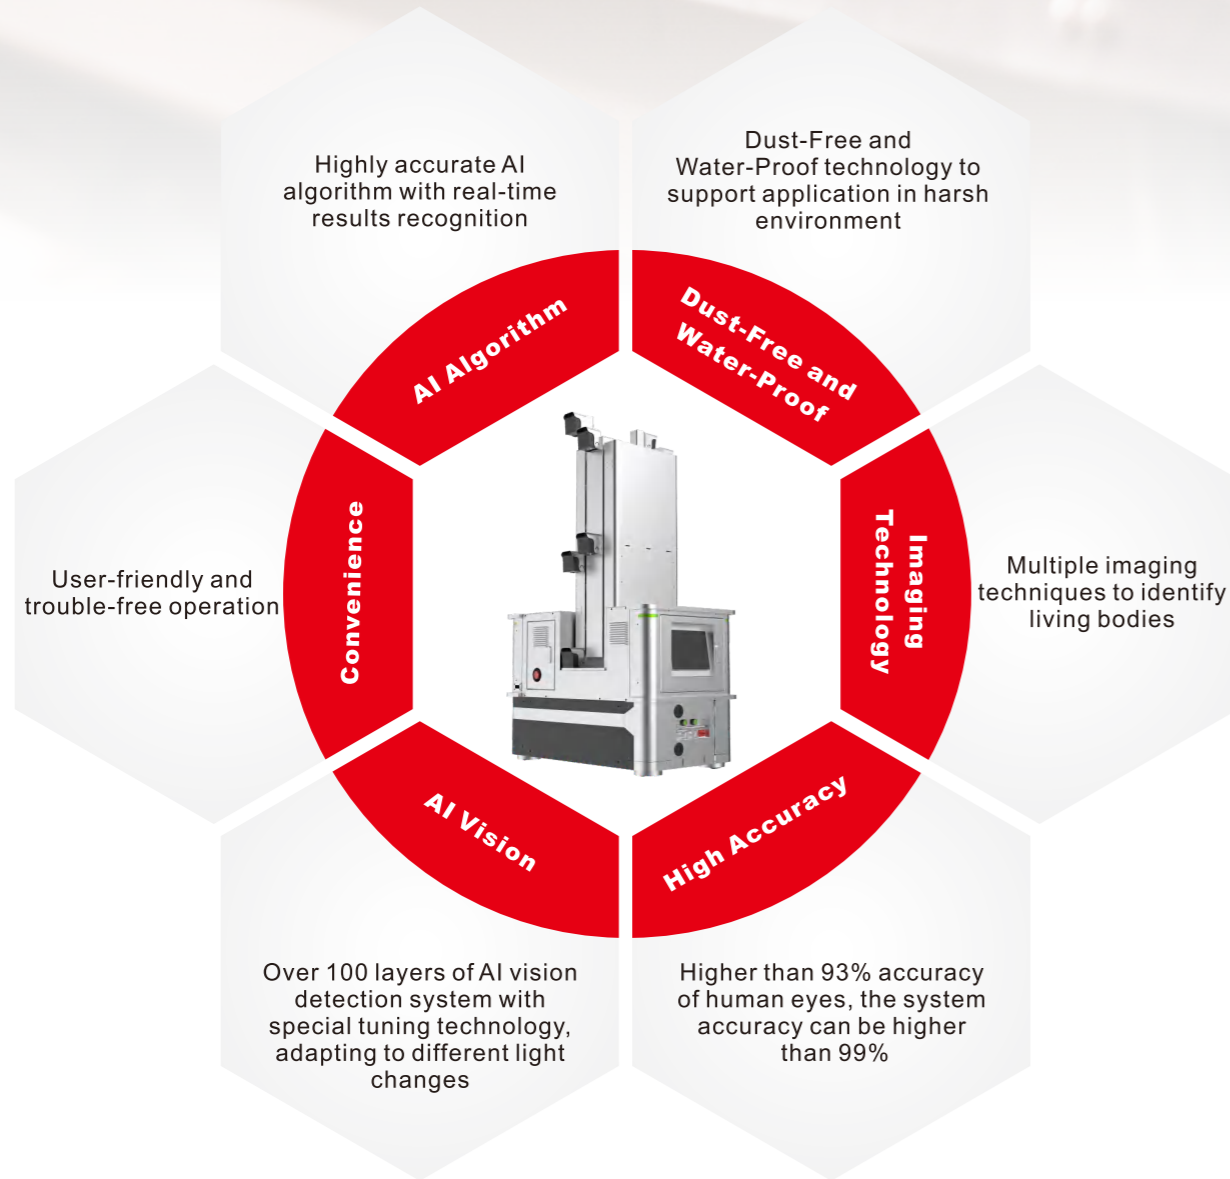 Highly accurate AI
algorithm with real-time
results recognition
Dust-Free and
Water-Proof technology to
support application in harsh
environment
AI Algorithm
Dust-Free and
Water-Proof
User-friendly and
trouble-free operation
Convenience
Imaging
Technology
Multiple imaging
techniques to identify
living bodies
AI Vision
High Accuracy
Over 100 layers of AI vision
detection system with
special tuning technology,
adapting to different light
changes
Higher than 93% accuracy
of human eyes, the system
accuracy can be higher
than 99%